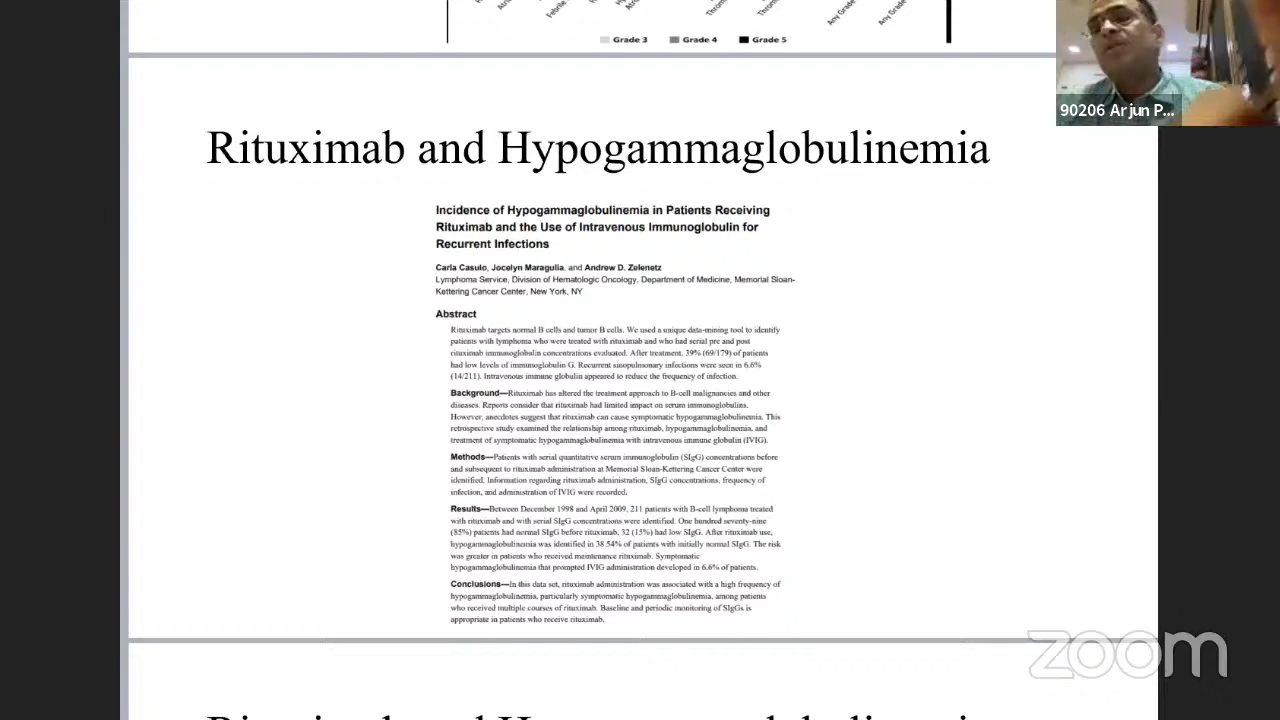 Grade 3 Grade 4 Grade 5
90206 Arjun P...
Rituximab and Hypogammaglobulinemia
Incidence of Hypogammaglobulinemia in Patients Receiving
Rituximab and the Use of Intravenous Immunoglobulin for
Recurrent Infections
Carla Casulo, Jocelyn Maragulia, and Andrew D. Zelenetz
Lymphoma Service, Division of Hematologic Oncology, Department of Medicine, Memorial Sloan-
Kettering Cancer Center, New York, NY
Abstract
Rituximab targets normal B cells and tumor B cells. We used a unique data-mining tool to identify
patients with lymphoma who were treated with rituximab and who had serial pre and post
rituximab immunoglobulin concentrations evaluated. After treatment, 39% (69/179) of patients
had low levels of immunoglobulin G. Recurrent sinopulmonary infections were seen in 6.6%
(14/211). Intravenous immune globulin appeared to reduce the frequency of infection.
Background—Rituximab has altered the treatment approach to B-cell malignancies and other
diseases. Reports consider that rituximab had limited impact on serum immunoglobulins.
However, anecdotes suggest that rituximab can cause symptomatic hypogammaglobulinemia. This
retrospective study examined the relationship among rituximab, hypogammaglobulinemia, and
treatment of symptomatic hypogammaglobulinemia with intravenous immune globulin (IVIG).
Methods—Patients with serial quantitative serum immunoglobulin (SIgG) concentrations before
and subsequent to rituximab administration at Memorial Sloan-Kettering Cancer Center were
identified. Information regarding rituximab administration, SIgG concentrations, frequency of
infection, and administration of IVIG were recorded.
Results—Between December 1998 and April 2009, 211 patients with B-cell lymphoma treated
with rituximab and with serial SIgG concentrations were identified. One hundred seventy-nine
(85%) patients had normal SIgG before rituximab, 32 (15%) had low SIgG. After rituximab use,
hypogammaglobulinemia was identified in 38.54% of patients with initially normal SIgG. The risk
was greater in patients who received maintenance rituximab. Symptomatic
hypogammaglobulinemia that prompted IVIG administration developed in 6.6% of patients.
Conclusions—In this data set, rituximab administration was associated with a high frequency of
hypogammaglobulinemia, particularly symptomatic hypogammaglobulinemia, among patients
who received multiple courses of rituximab. Baseline and periodic monitoring of SIgGs is
appropriate in patients who receive rituximab.
zoom